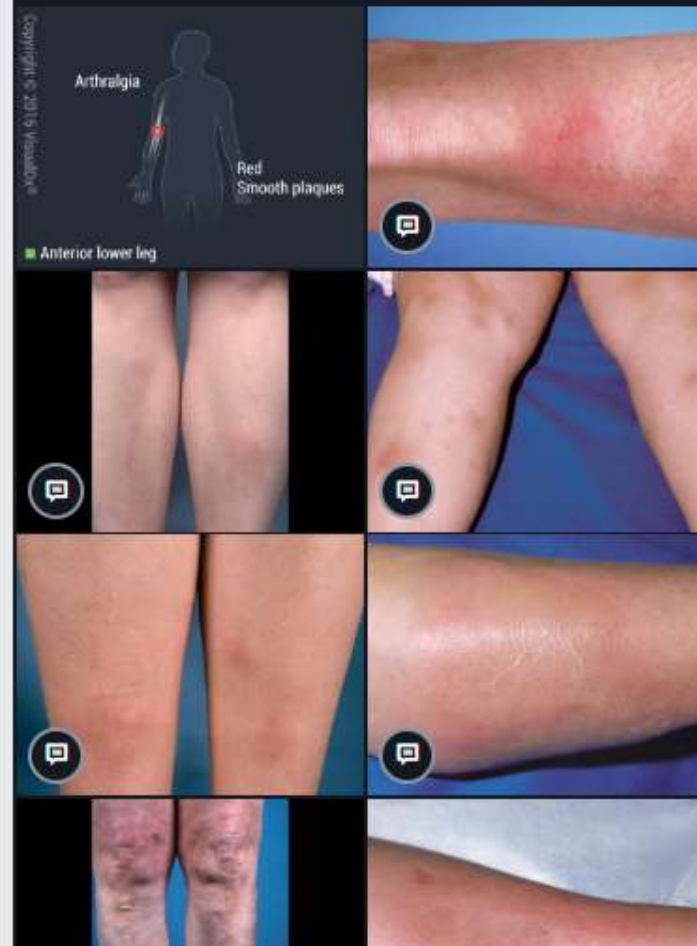 Copyright © 2016 VisualDx®
Arthralgia
Red
Smooth plaques
Anterior lower leg